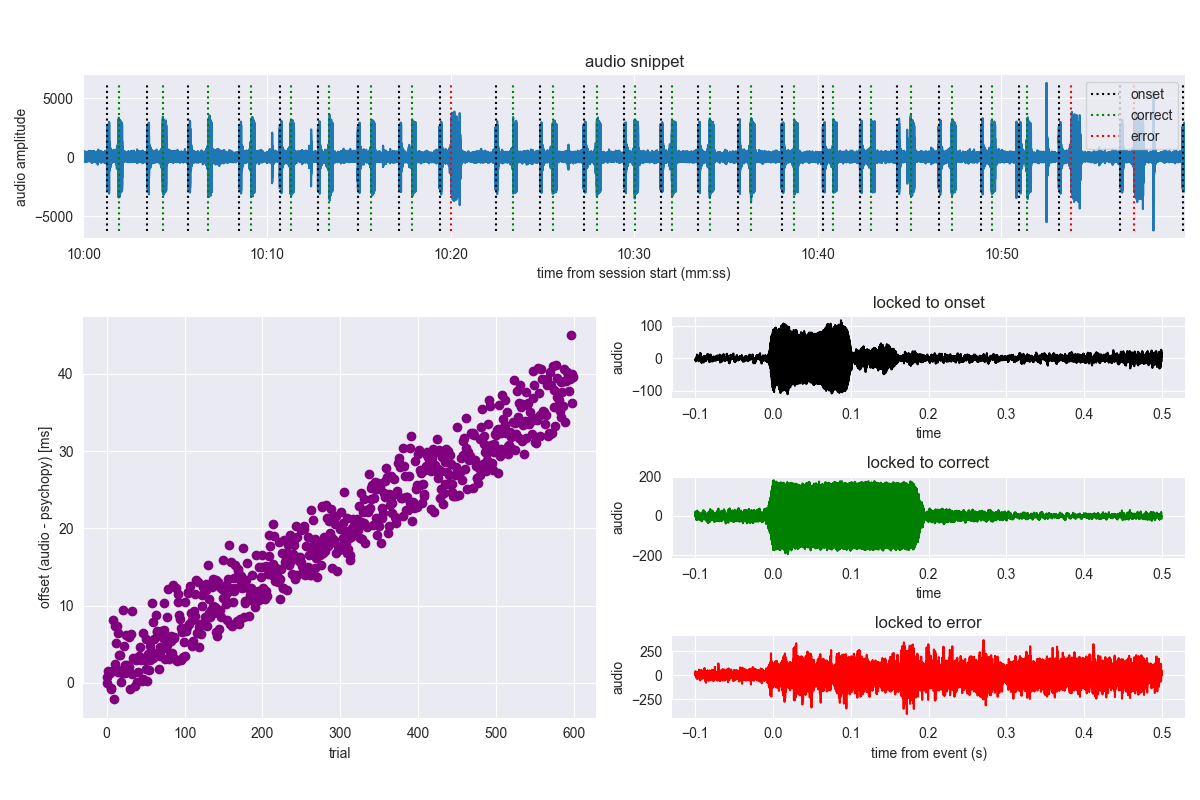 audio snippet
audio amplitude
5000
0
−5000
onset
correct
error
10:00 10:10 10:20 10:30 10:40 10:50
time from session start (mm:ss)
offset (audio - psychopy) [ms]
40
30
20
10
0
0 100 200 300 400 500 600
trial
locked to onset
audio
100
0
−100
−0.1 0.0 0.1 0.2 0.3 0.4 0.5
time
locked to correct
audio
200
0
−200
−0.1 0.0 0.1 0.2 0.3 0.4 0.5
time
locked to error
audio
250
0
−250
−0.1 0.0 0.1 0.2 0.3 0.4 0.5
time from event (s)